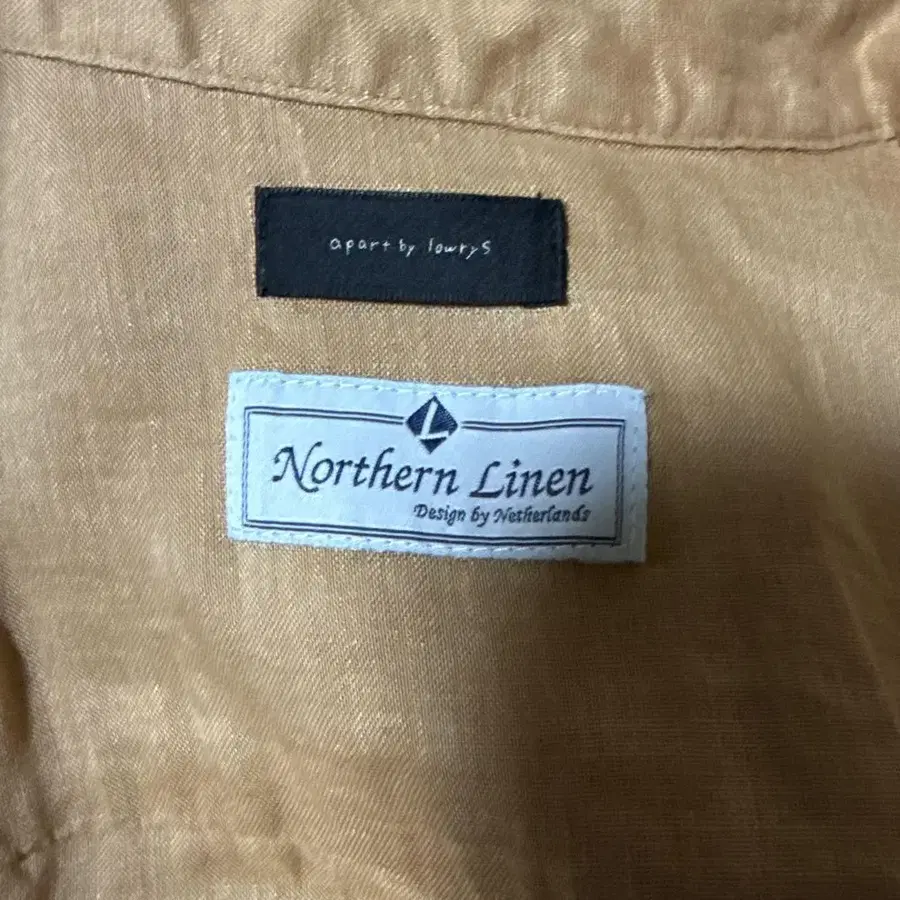 apart by lowrys
L
Northern Linen
Design by Netherlands